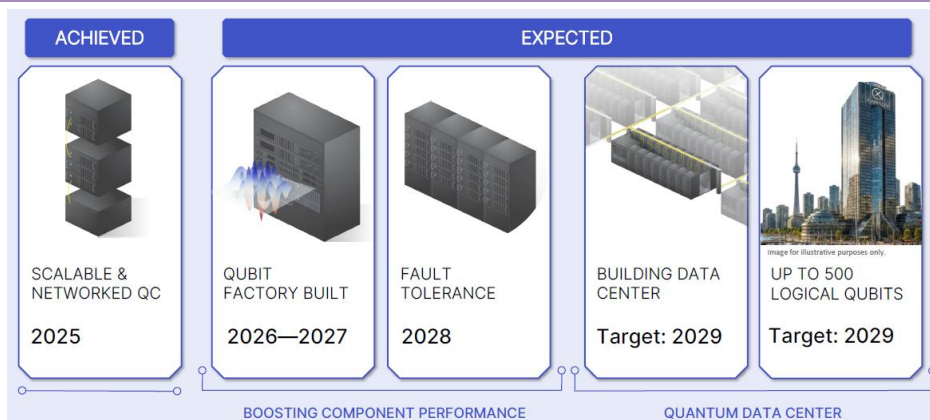 ACHIEVED
EXPECTED
SCALABLE &
NETWORKED QC
2025
QUBIT
FACTORY BUILT
2026—2027
FAULT
TOLERANCE
2028
BUILDING DATA
CENTER
Target: 2029
Image for illustrative purposes only.
UP TO 500
LOGICAL QUBITS
Target: 2029
BOOSTING COMPONENT PERFORMANCE
QUANTUM DATA CENTER